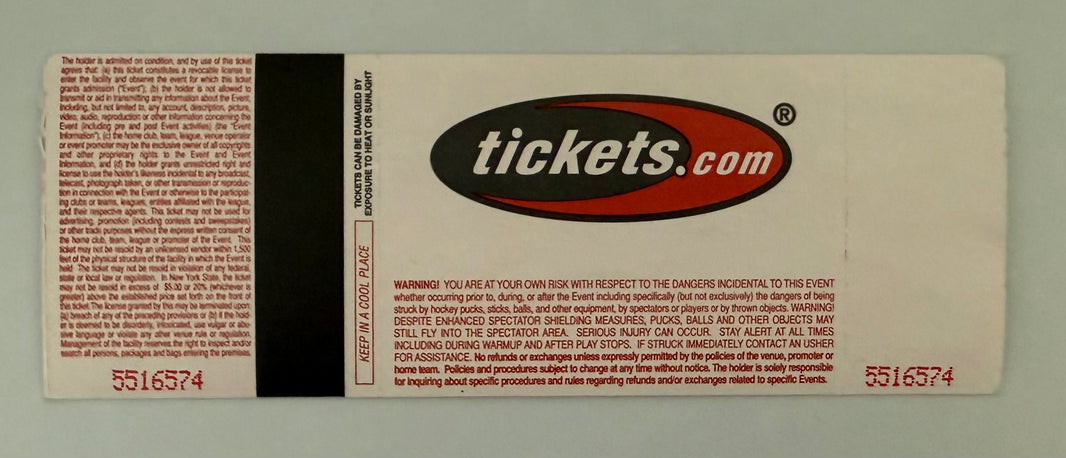 The holder is admitted on condition, and by use of this ticket
agrees that: (a) this ticket constitutes a revocable license to
enter the facility and observe the event for which this ticket
grants admission ("Event"); (b) the holder is not allowed to
transmit or aid in transmitting any information about the Event,
including, but not limited to, any account, description, picture,
video, audio, reproduction or other information concerning the
Event (including pre and post Event activities) (the "Event
Information"); (c) the home club, team, league, venue operator
or event promoter may be the exclusive owner of all copyrights
and other proprietary rights to the Event and Event
Information, and (d) the holder grants unrestricted right and
license to use the holder's likeness incidental to any broadcast,
telecast, photograph taken, or other transmission or reproduc-
tion in connection with the Event or otherwise to the participat-
ing clubs or teams, leagues, entities affiliated with the league,
and their respective agents. This ticket may not be used for
advertising, promotion (including contests and sweepstakes)
or other trade purposes without the express written consent of
the home club, team, league or promoter of the Event. This
ticket may not be resold by an unlicensed vendor within 1,500
feet of the physical structure of the facility in which the Event is
held. The ticket may not be resold in violation of any federal,
state or local law or regulation. In New York State, the ticket
may not be resold in excess of $5.00 or 20% (whichever is
greater) above the established price set forth on the front of
this ticket. The license granted by this may be terminated upon:
(a) breach of any of the preceding provisions or (b) if the hold-
er is deemed to be disorderly, intoxicated, use vulgar or abu-
sive language or violate any other venue rule or regulation.
Management of the facility reserves the right to inspect and/or
search all persons, packages and bags entering the premises.
5516574
KEEP IN A COOL PLACE
TICKETS CAN BE DAMAGED BY
EXPOSURE TO HEAT OR SUNLIGHT
tickets.com®
WARNING! YOU ARE AT YOUR OWN RISK WITH RESPECT TO THE DANGERS INCIDENTAL TO THIS EVENT
whether occurring prior to, during, or after the Event including specifically (but not exclusively) the dangers of being
struck by hockey pucks, sticks, balls, and other equipment, by spectators or players or by thrown objects. WARNING!
DESPITE ENHANCED SPECTATOR SHIELDING MEASURES, PUCKS, BALLS AND OTHER OBJECTS MAY
STILL FLY INTO THE SPECTATOR AREA. SERIOUS INJURY CAN OCCUR. STAY ALERT AT ALL TIMES
INCLUDING DURING WARMUP AND AFTER PLAY STOPS. IF STRUCK IMMEDIATELY CONTACT AN USHER
FOR ASSISTANCE. No refunds or exchanges unless expressly permitted by the policies of the venue, promoter or
home team. Policies and procedures subject to change at any time without notice. The holder is solely responsible
for inquiring about specific procedures and rules regarding refunds and/or exchanges related to specific Events.
5516574